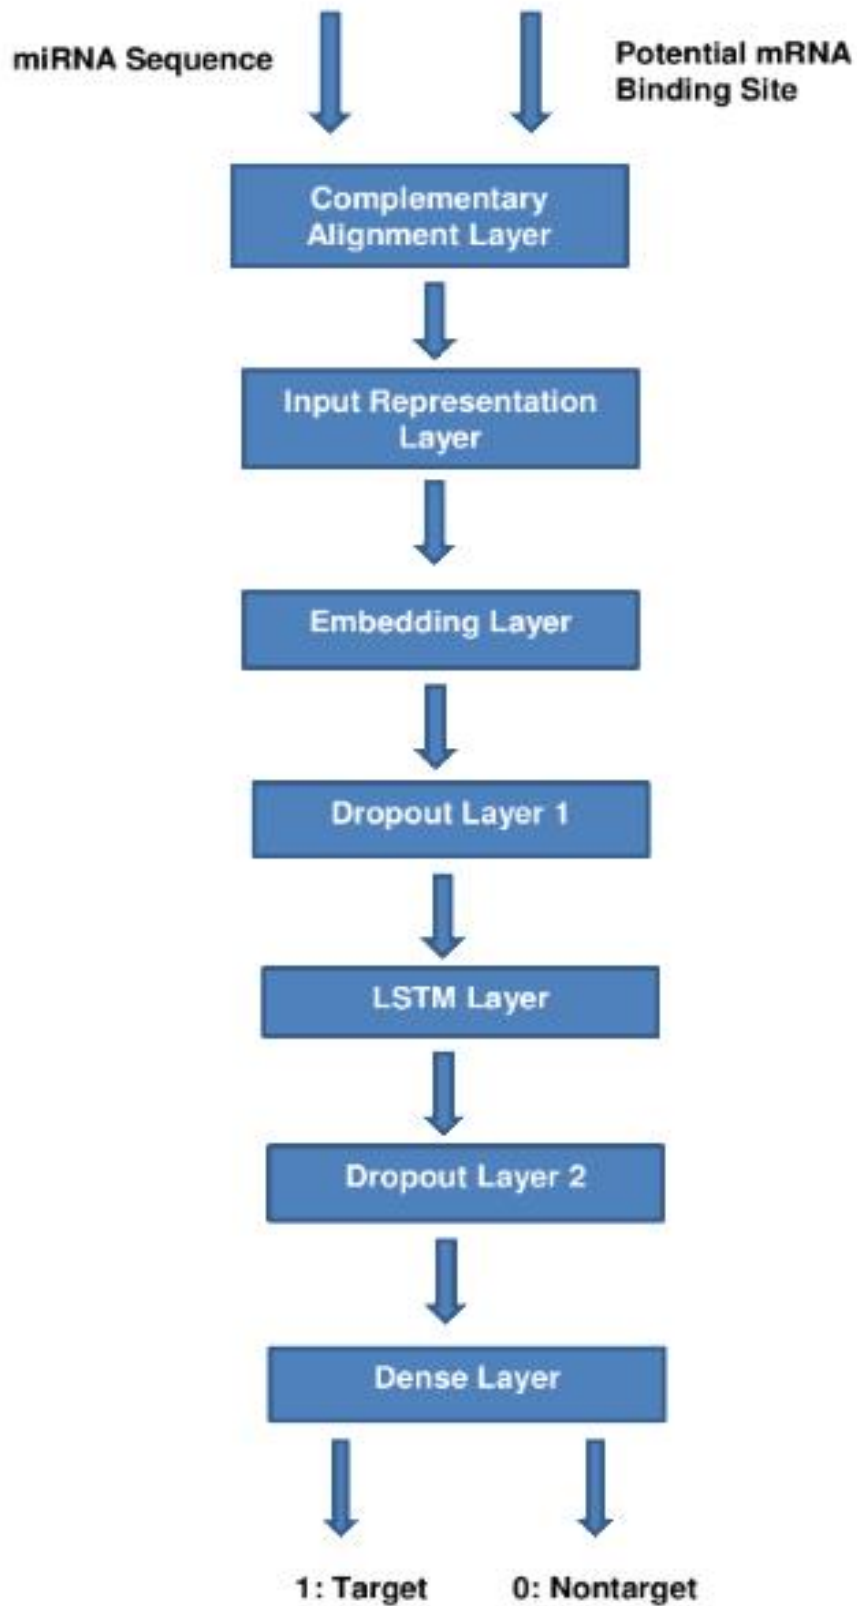 miRNA Sequence
Potential mRNA
Binding Site
Complementary
Alignment Layer
Input Representation
Layer
Embedding Layer
Dropout Layer 1
LSTM Layer
Dropout Layer 2
Dense Layer
1: Target
0: Nontarget